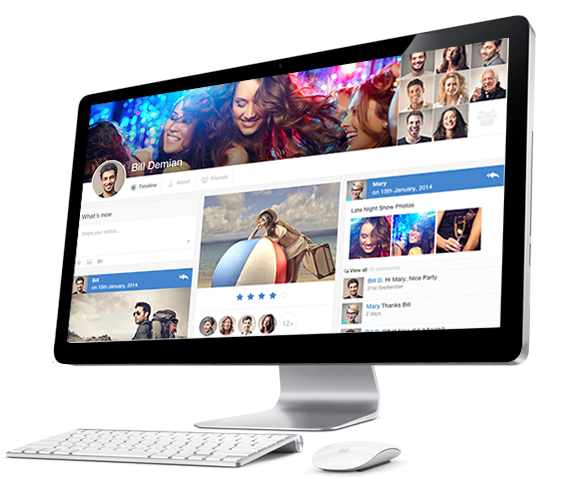 Bill Demian
Timeline
About
Friends
What's new
Share your status...
Bill
on 15th January, 2014
12+
Mary
on 15th January, 2014
Late Night Show Photos
View all 10 comments
Bill D. Hi Mary, Nice Party
21st September
Mary Thanks Bill
2 days